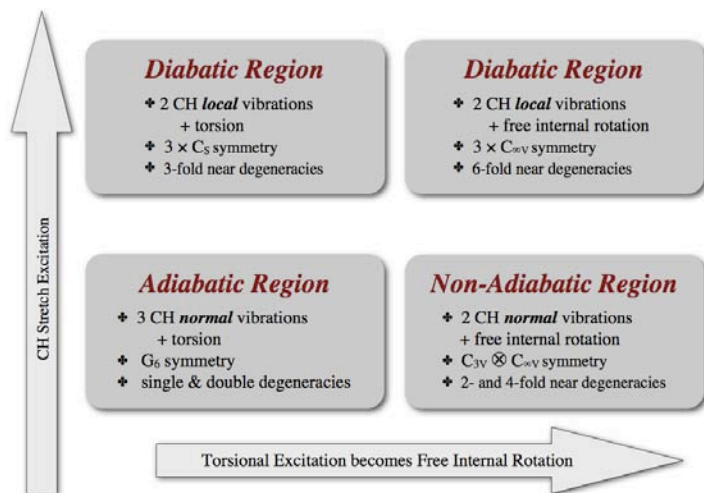 Diabatic Region
✤ 2 CH local vibrations
+ torsion
✤ 3 × CS symmetry
✤ 3-fold near degeneracies
Diabatic Region
✤ 2 CH local vibrations
+ free internal rotation
✤ 3 × C∞V symmetry
✤ 6-fold near degeneracies
CH Stretch Excitation
Adiabatic Region
✤ 3 CH normal vibrations
+ torsion
✤ G6 symmetry
✤ single & double degeneracies
Non-Adiabatic Region
✤ 2 CH normal vibrations
+ free internal rotation
✤ C3V ⊗ C∞V symmetry
✤ 2- and 4-fold near degeneracies
Torsional Excitation becomes Free Internal Rotation